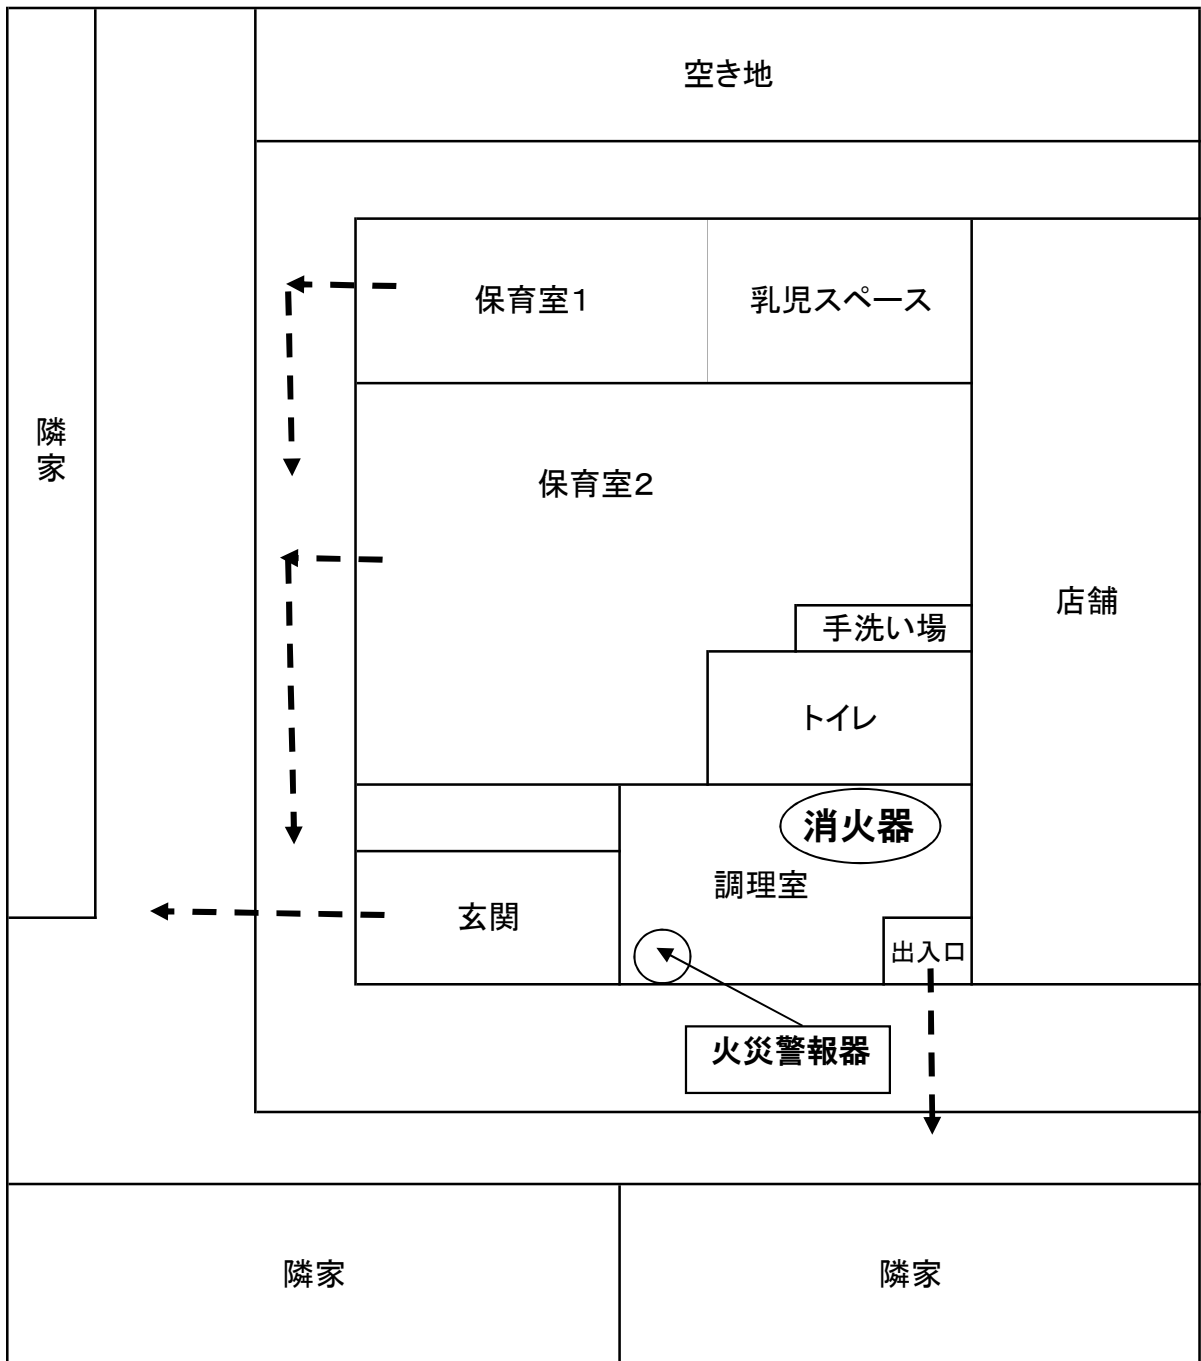 空き地
保育室1
乳児スペース
隣家
保育室2
店舗
手洗い場
トイレ
消火器
調理室
玄関
出入口
火災警報器
隣家
隣家